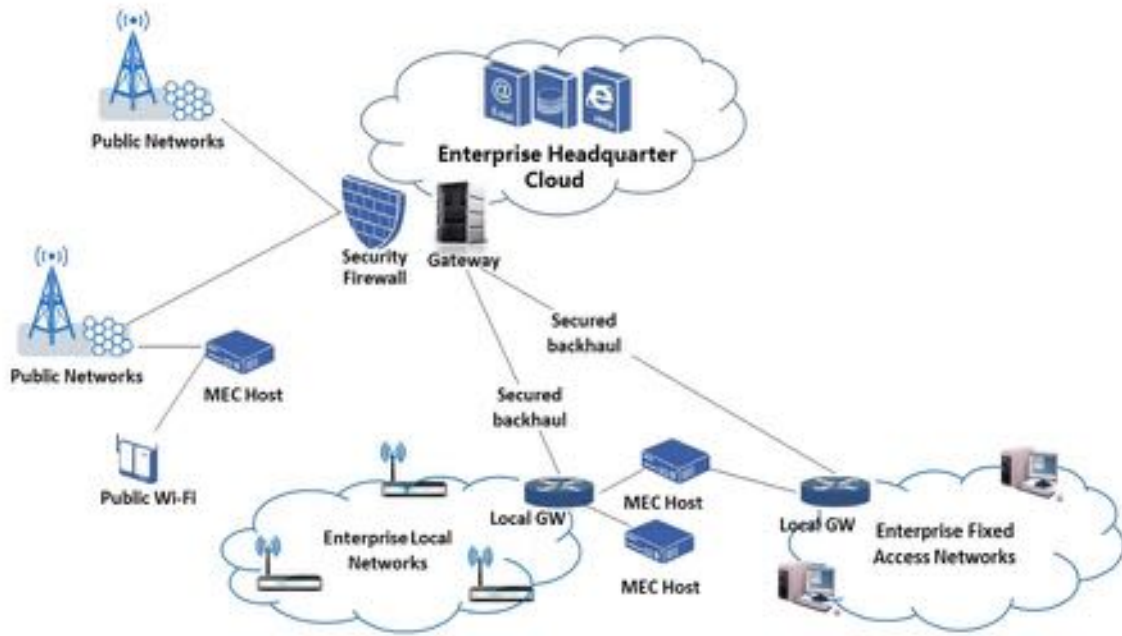 Public Networks
@
Enterprise Headquarter
Cloud
Security
Firewall
Gateway
Public Networks
MEC Host
Public Wi-Fi
Secured
backhaul
Secured
backhaul
Local GW
Enterprise Local
Networks
MEC Host
MEC Host
Local GW
Enterprise Fixed
Access Networks